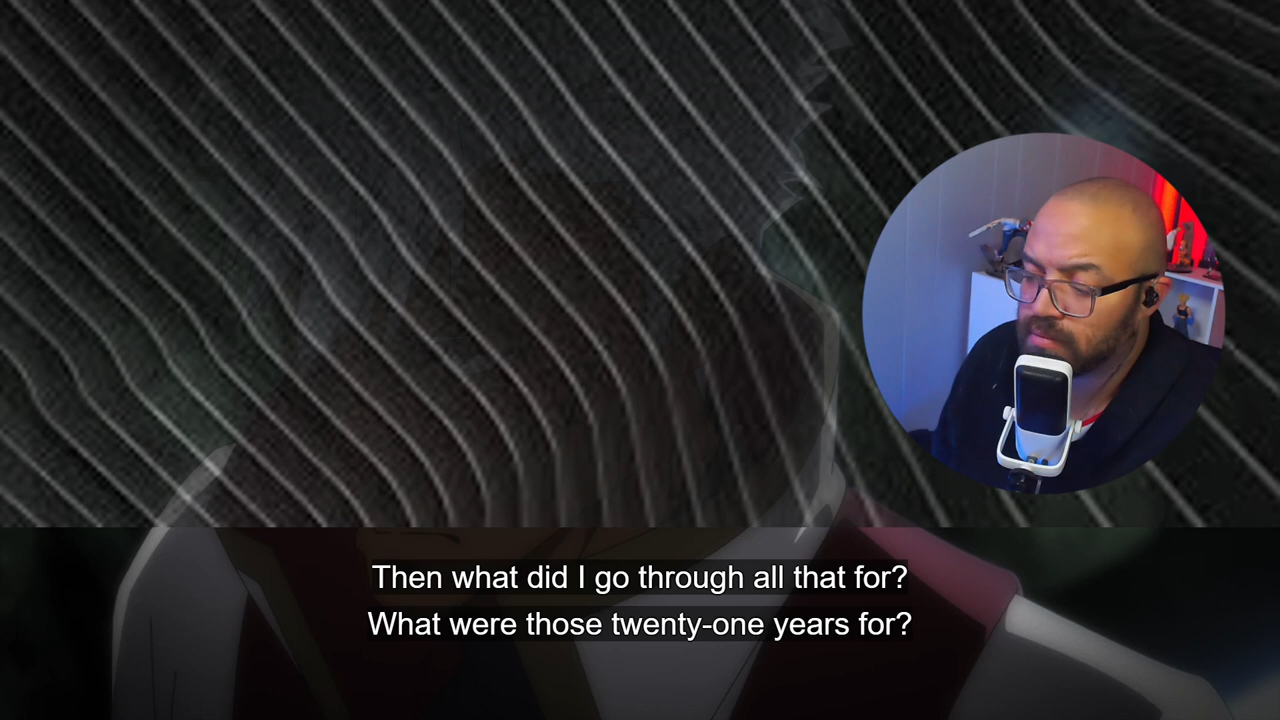 Then what did I go through all that for?
What were those twenty-one years for?